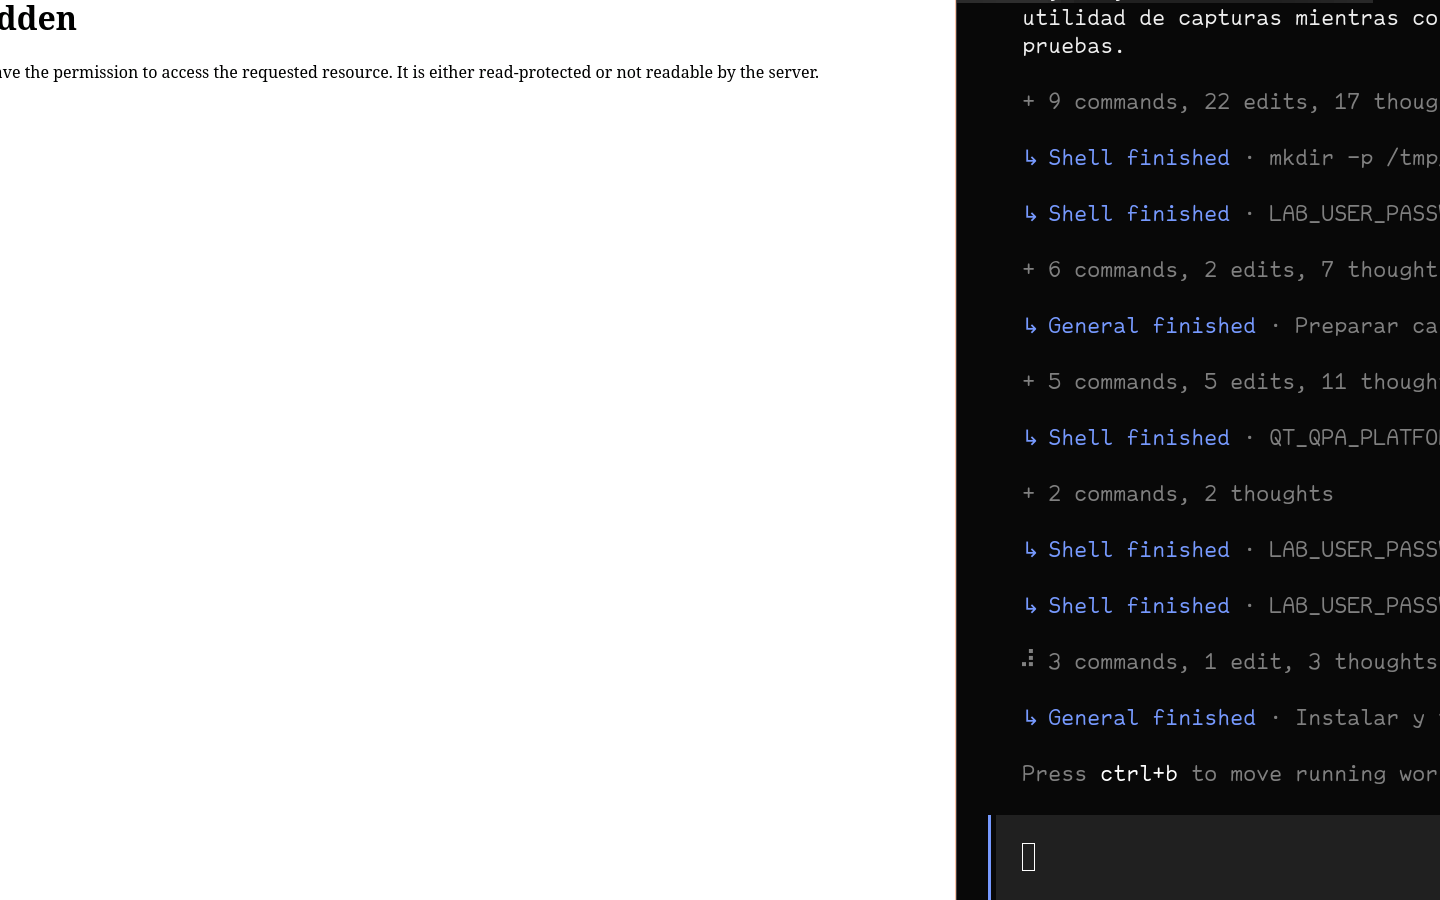 dden
ve the permission to access the requested resource. It is either read-protected or not readable by the server.
utilidad de capturas mientras co
pruebas.
+ 9 commands, 22 edits, 17 thoug
↳ Shell finished · mkdir -p /tmp
↳ Shell finished · LAB_USER_PASS
+ 6 commands, 2 edits, 7 thought
↳ General finished · Preparar ca
+ 5 commands, 5 edits, 11 though
↳ Shell finished · QT_QPA_PLATFO
+ 2 commands, 2 thoughts
↳ Shell finished · LAB_USER_PASS
↳ Shell finished · LAB_USER_PASS
3 commands, 1 edit, 3 thoughts
↳ General finished · Instalar y
Press ctrl+b to move running wor